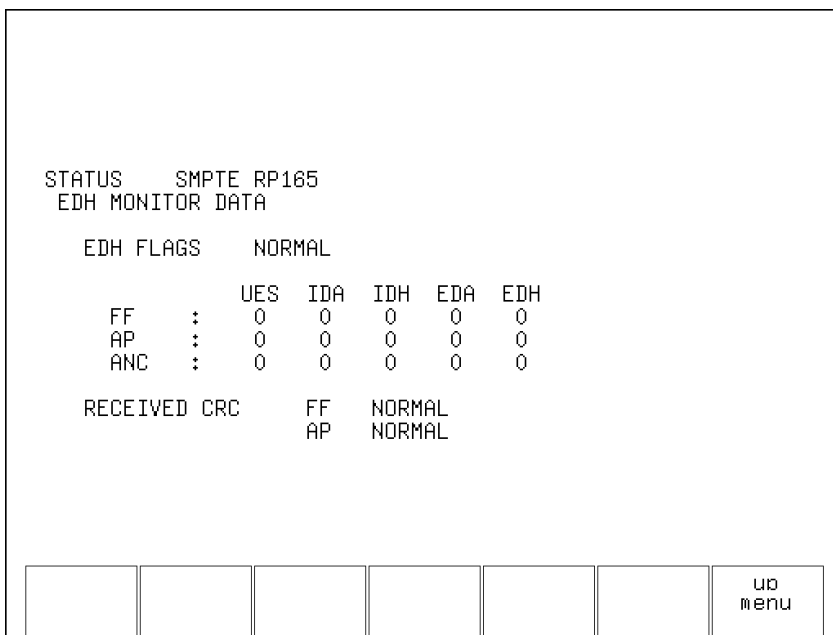 STATUS SMPTE RP165
EDH MONITOR DATA
EDH FLAGS NORMAL
UES IDA IDH EDA EDH
FF : 0 0 0 0 0
AP : 0 0 0 0 0
ANC : 0 0 0 0 0
RECEIVED CRC FF NORMAL
AP NORMAL
up
menu